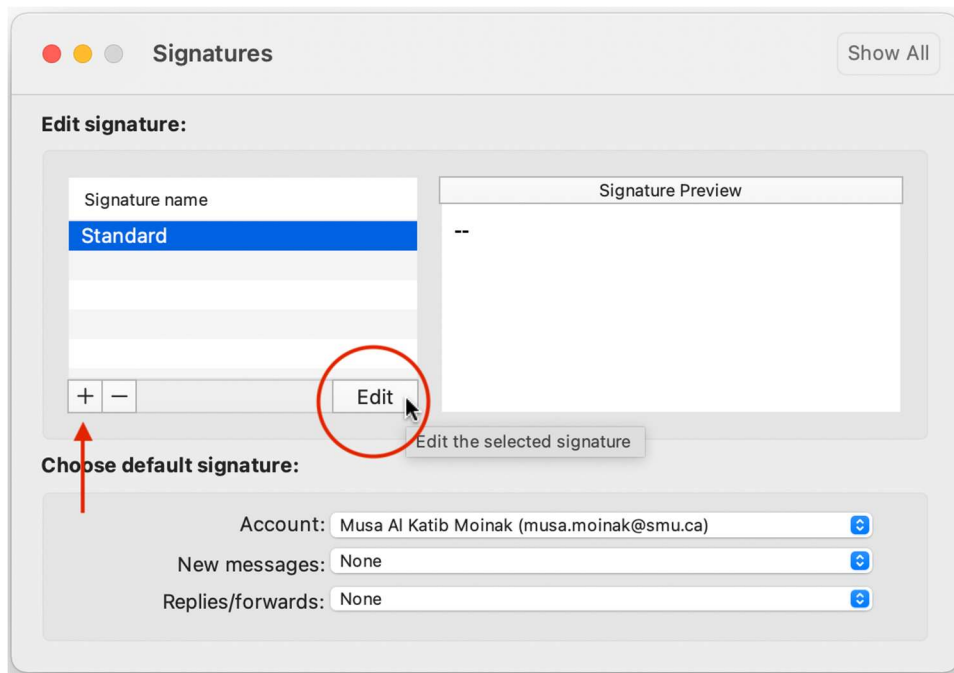 Signatures
Show All
Edit signature:
Signature name
Signature Preview
Standard
--
+ −
Edit
Edit the selected signature
Choose default signature:
Account: Musa Al Katib Moinak (musa.moinak@smu.ca)
New messages: None
Replies/forwards: None